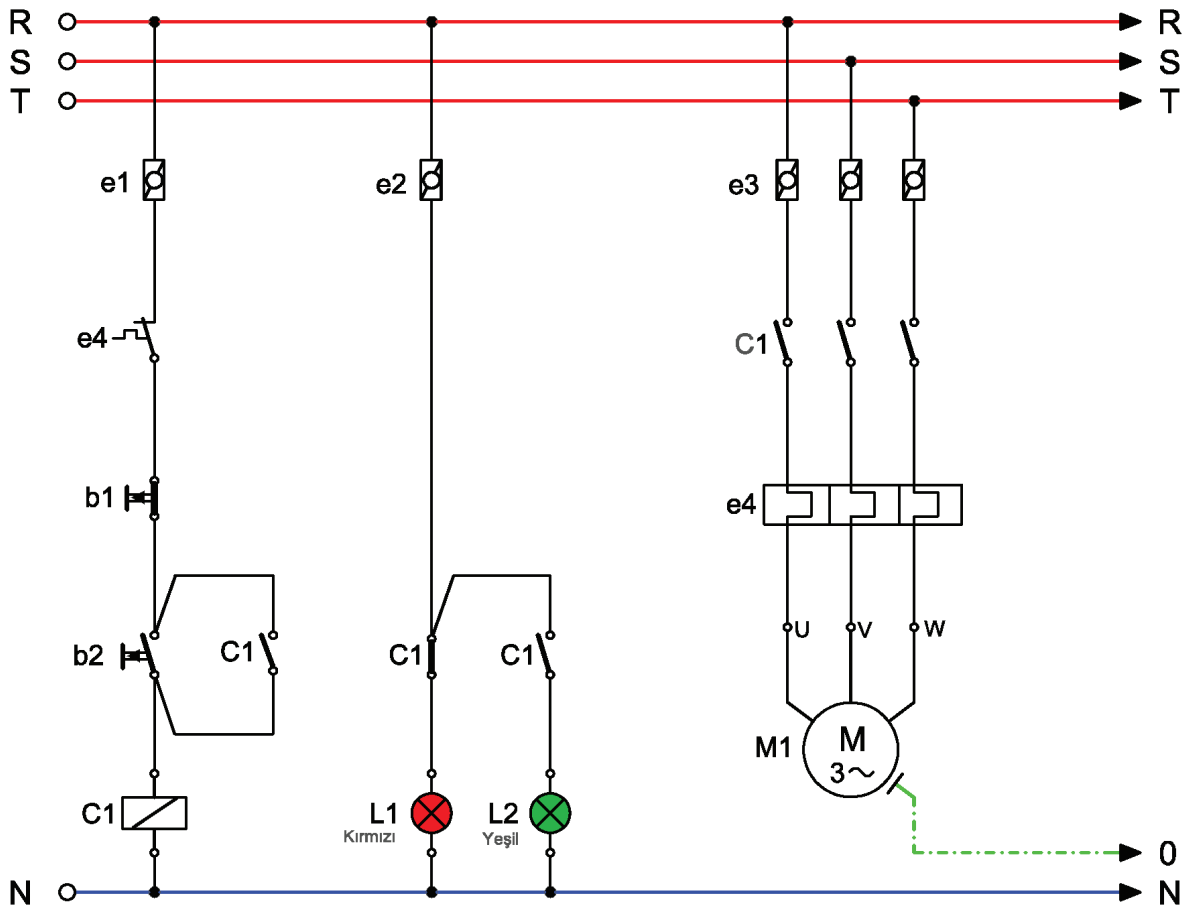 R R
S S
T T
e1 e2 e3
e4 C1
b1 e4
b2 C1 C1 C1 U V W
M1 M
3~
C1 L1 L2
Kırmızı Yeşil
0
N N